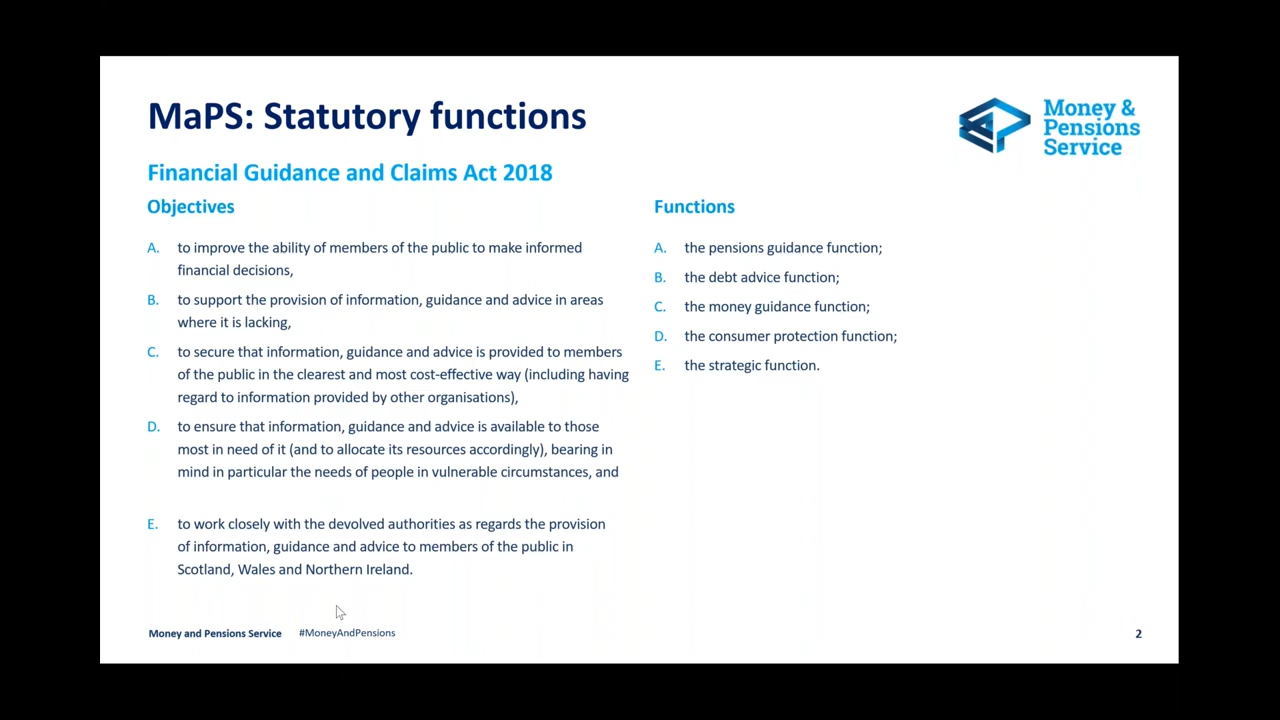 MaPS: Statutory functions
Money &
Pensions
Service
Financial Guidance and Claims Act 2018
Objectives
A. to improve the ability of members of the public to make informed
financial decisions,
B. to support the provision of information, guidance and advice in areas
where it is lacking,
C. to secure that information, guidance and advice is provided to members
of the public in the clearest and most cost-effective way (including having
regard to information provided by other organisations),
D. to ensure that information, guidance and advice is available to those
most in need of it (and to allocate its resources accordingly), bearing in
mind in particular the needs of people in vulnerable circumstances, and
E. to work closely with the devolved authorities as regards the provision
of information, guidance and advice to members of the public in
Scotland, Wales and Northern Ireland.
Functions
A. the pensions guidance function;
B. the debt advice function;
C. the money guidance function;
D. the consumer protection function;
E. the strategic function.
Money and Pensions Service #MoneyAndPensions
2